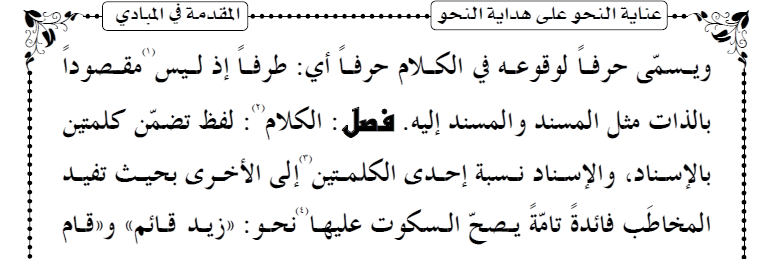 عناية النحو على هداية النحو المقدمة في المبادي
ويسمّى حرفاً لوقوعه في الكلام حرفاً أي: طرفاً إذ ليس(١) مقصوداً
بالذات مثل المسند والمسند إليه. فصل: الكلام(٢): لفظ تضمّن كلمتين
بالإسناد، والإسناد نسبة إحدى الكلمتين(٣) إلى الأخرى بحيث تفيد
المخاطَب فائدةً تامّةً يصحّ السكوت عليها(٤) نحو: «زيد قائم» و«قام